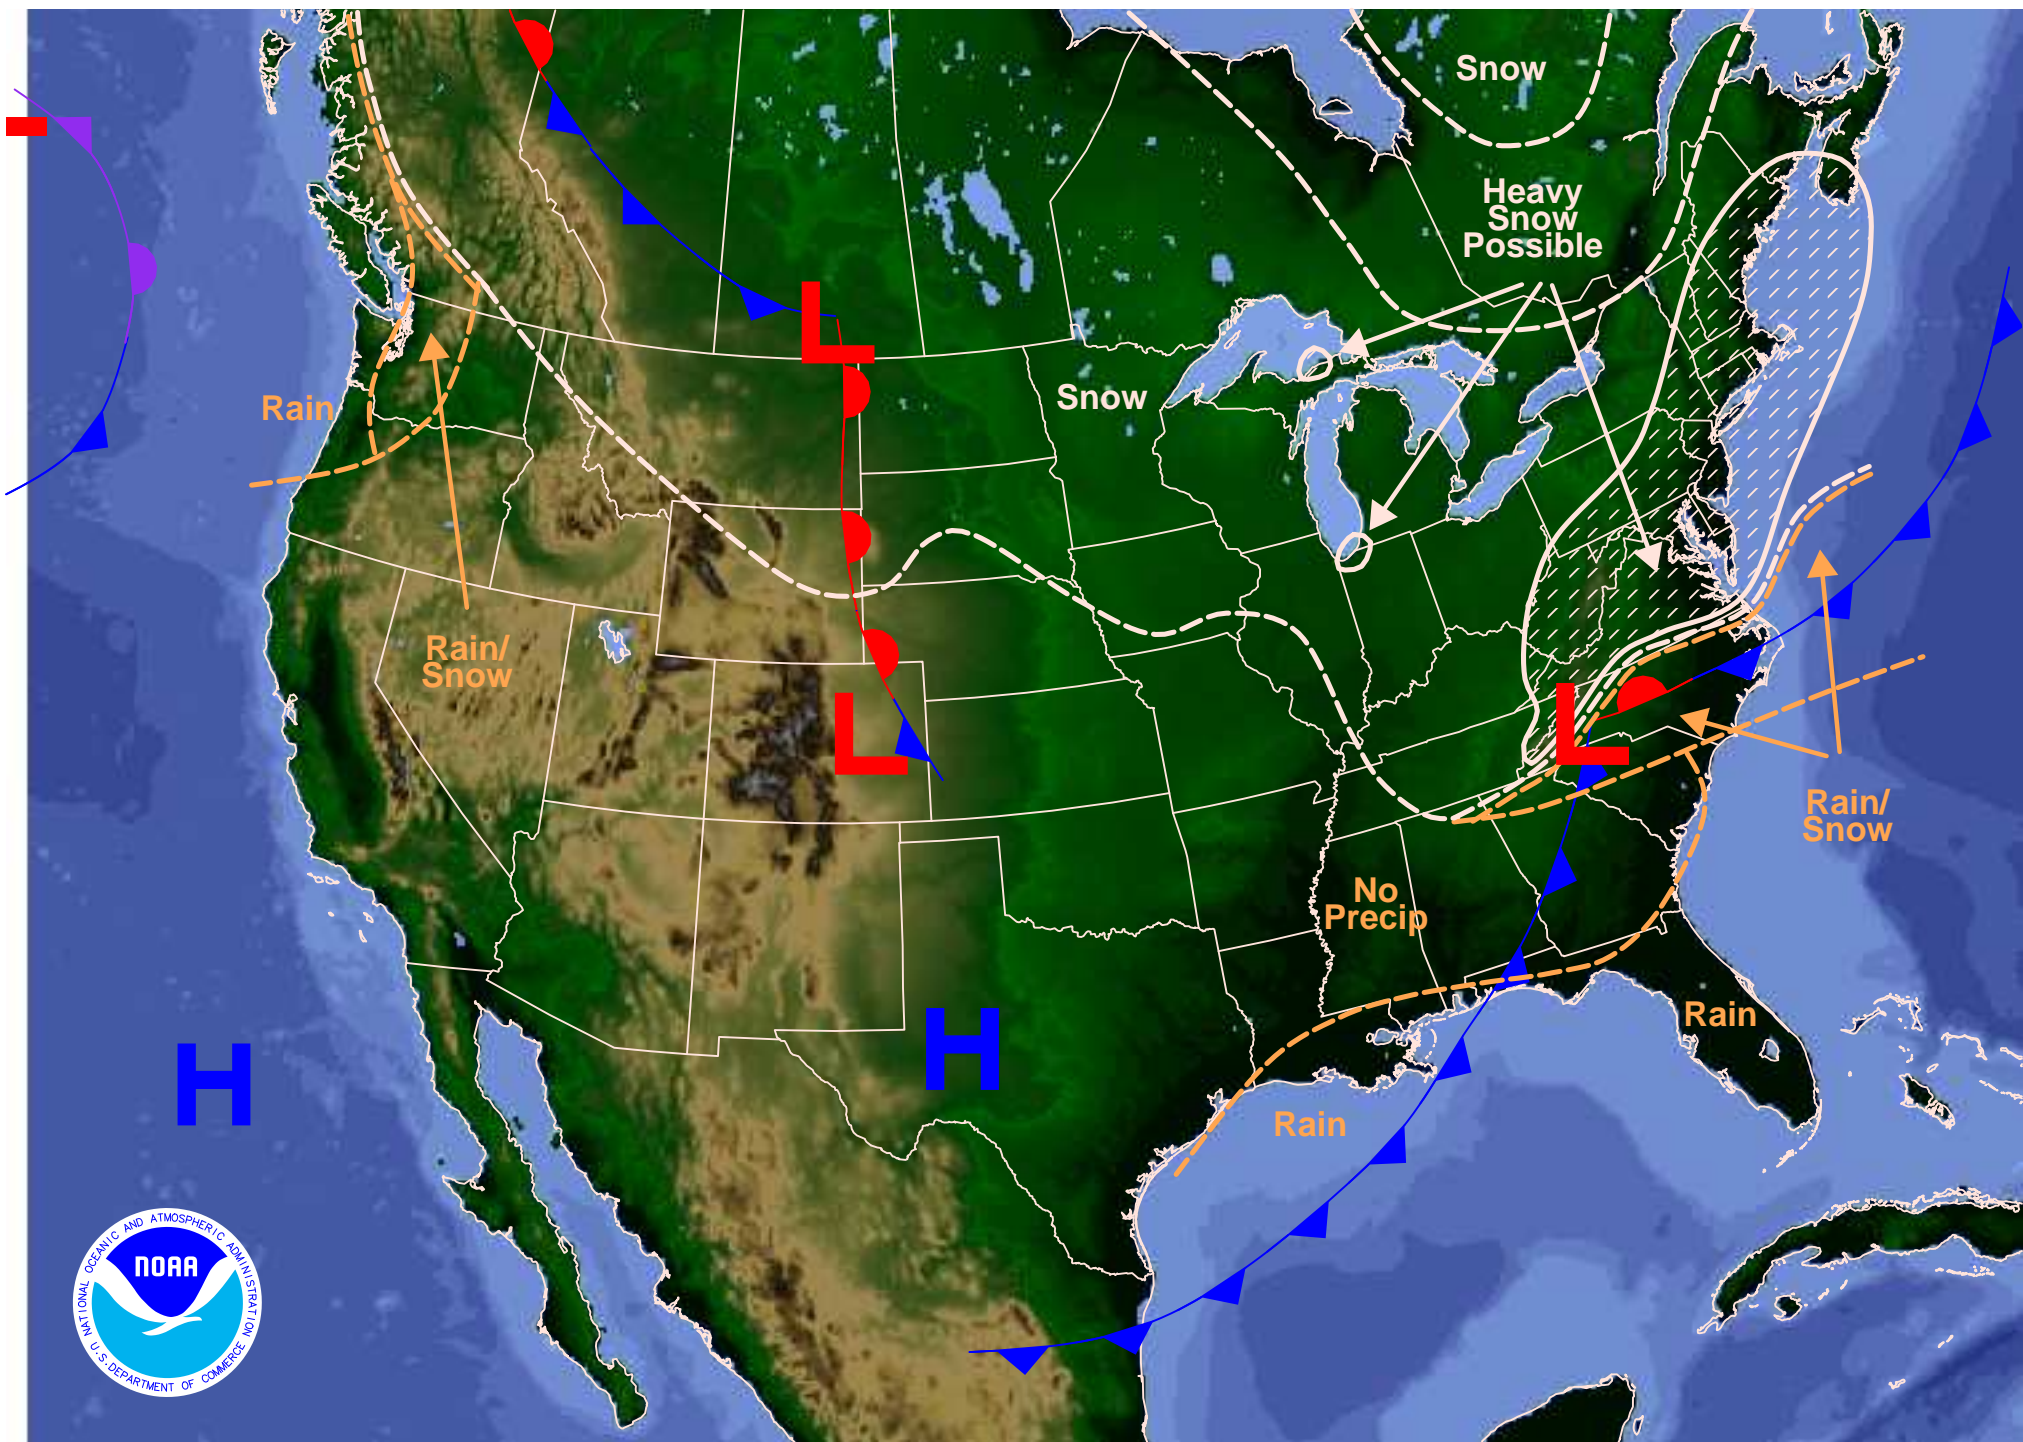 Snow
Heavy
Snow
Possible
L
Snow
Rain
Rain/
Snow
L
L
Rain/
Snow
No
Precip
Rain
H
H
Rain
NATIONAL OCEANIC AND ATMOSPHERIC ADMINISTRATION
NOAA
U.S. DEPARTMENT OF COMMERCE